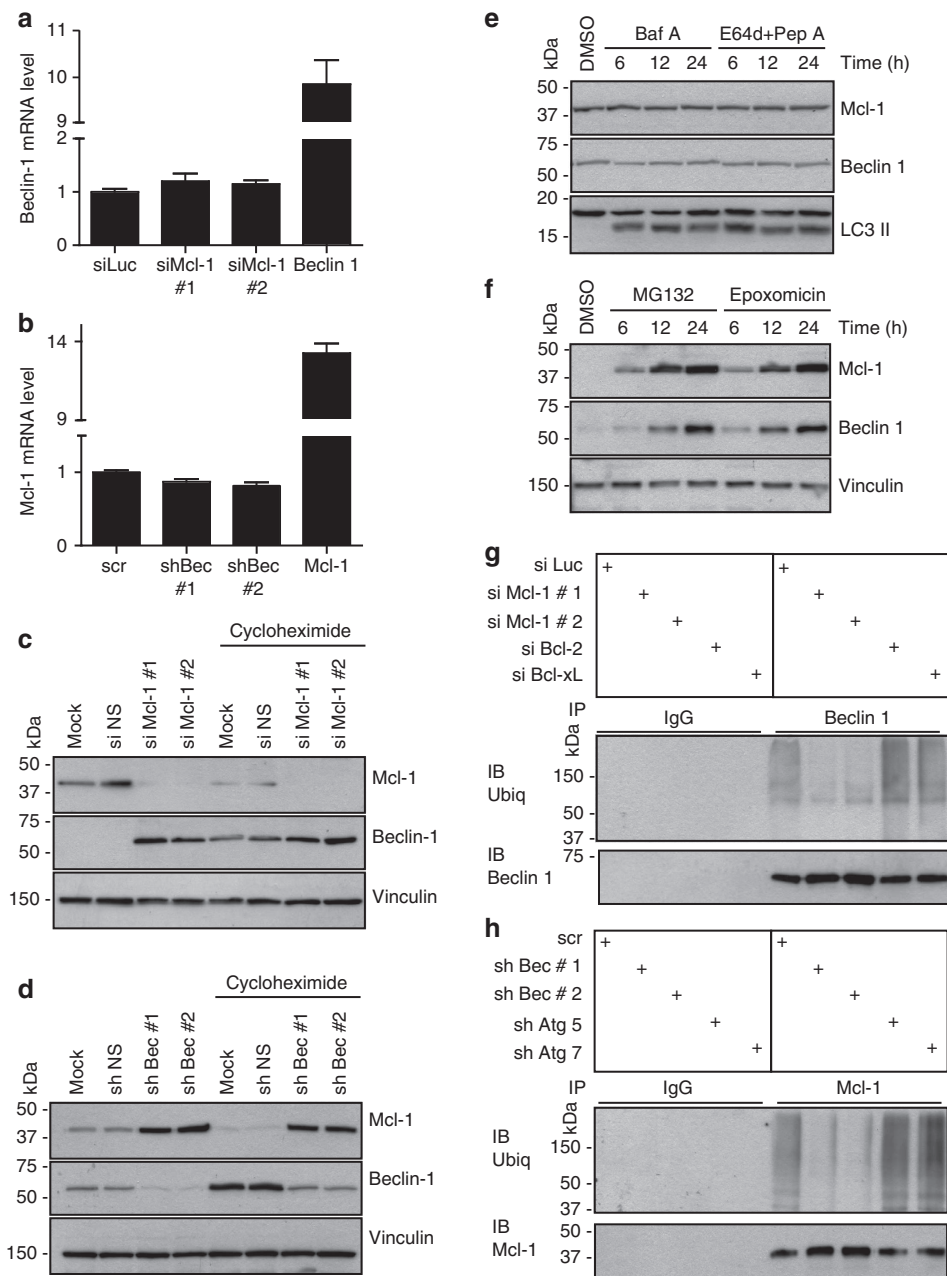 a
Beclin-1 mRNA level
11
10
9
2
1
0
siLuc
siMcl-1 #1
siMcl-1 #2
Beclin 1
b
Mcl-1 mRNA level
14
13
9
1
0
scr
shBec #1
shBec #2
Mcl-1
c
Cycloheximide
kDa
Mock
si NS
si Mcl-1 #1
si Mcl-1 #2
Mock
si NS
si Mcl-1 #1
si Mcl-1 #2
50
37
Mcl-1
75
50
Beclin-1
150
Vinculin
d
Cycloheximide
kDa
Mock
sh NS
sh Bec #1
sh Bec #2
Mock
sh NS
sh Bec #1
sh Bec #2
50
37
Mcl-1
75
50
Beclin-1
150
Vinculin
e
kDa
DMSO
Baf A
E64d+Pep A
6 12 24 6 12 24 Time (h)
50
37
Mcl-1
75
50
Beclin 1
20
15
LC3 II
f
kDa
DMSO
MG132
Epoxomicin
6 12 24 6 12 24 Time (h)
50
37
Mcl-1
75
50
Beclin 1
150
Vinculin
g
si Luc + +
si Mcl-1 # 1 + +
si Mcl-1 # 2 + +
si Bcl-2 + +
si Bcl-xL + +
IP
IgG
Beclin 1
kDa
IB
Ubiq
150
50
37
IB
Beclin 1
75
h
scr + +
sh Bec # 1 + +
sh Bec # 2 + +
sh Atg 5 + +
sh Atg 7 + +
IP
IgG
Mcl-1
kDa
IB
Ubiq
150
50
37
IB
Mcl-1
50
37